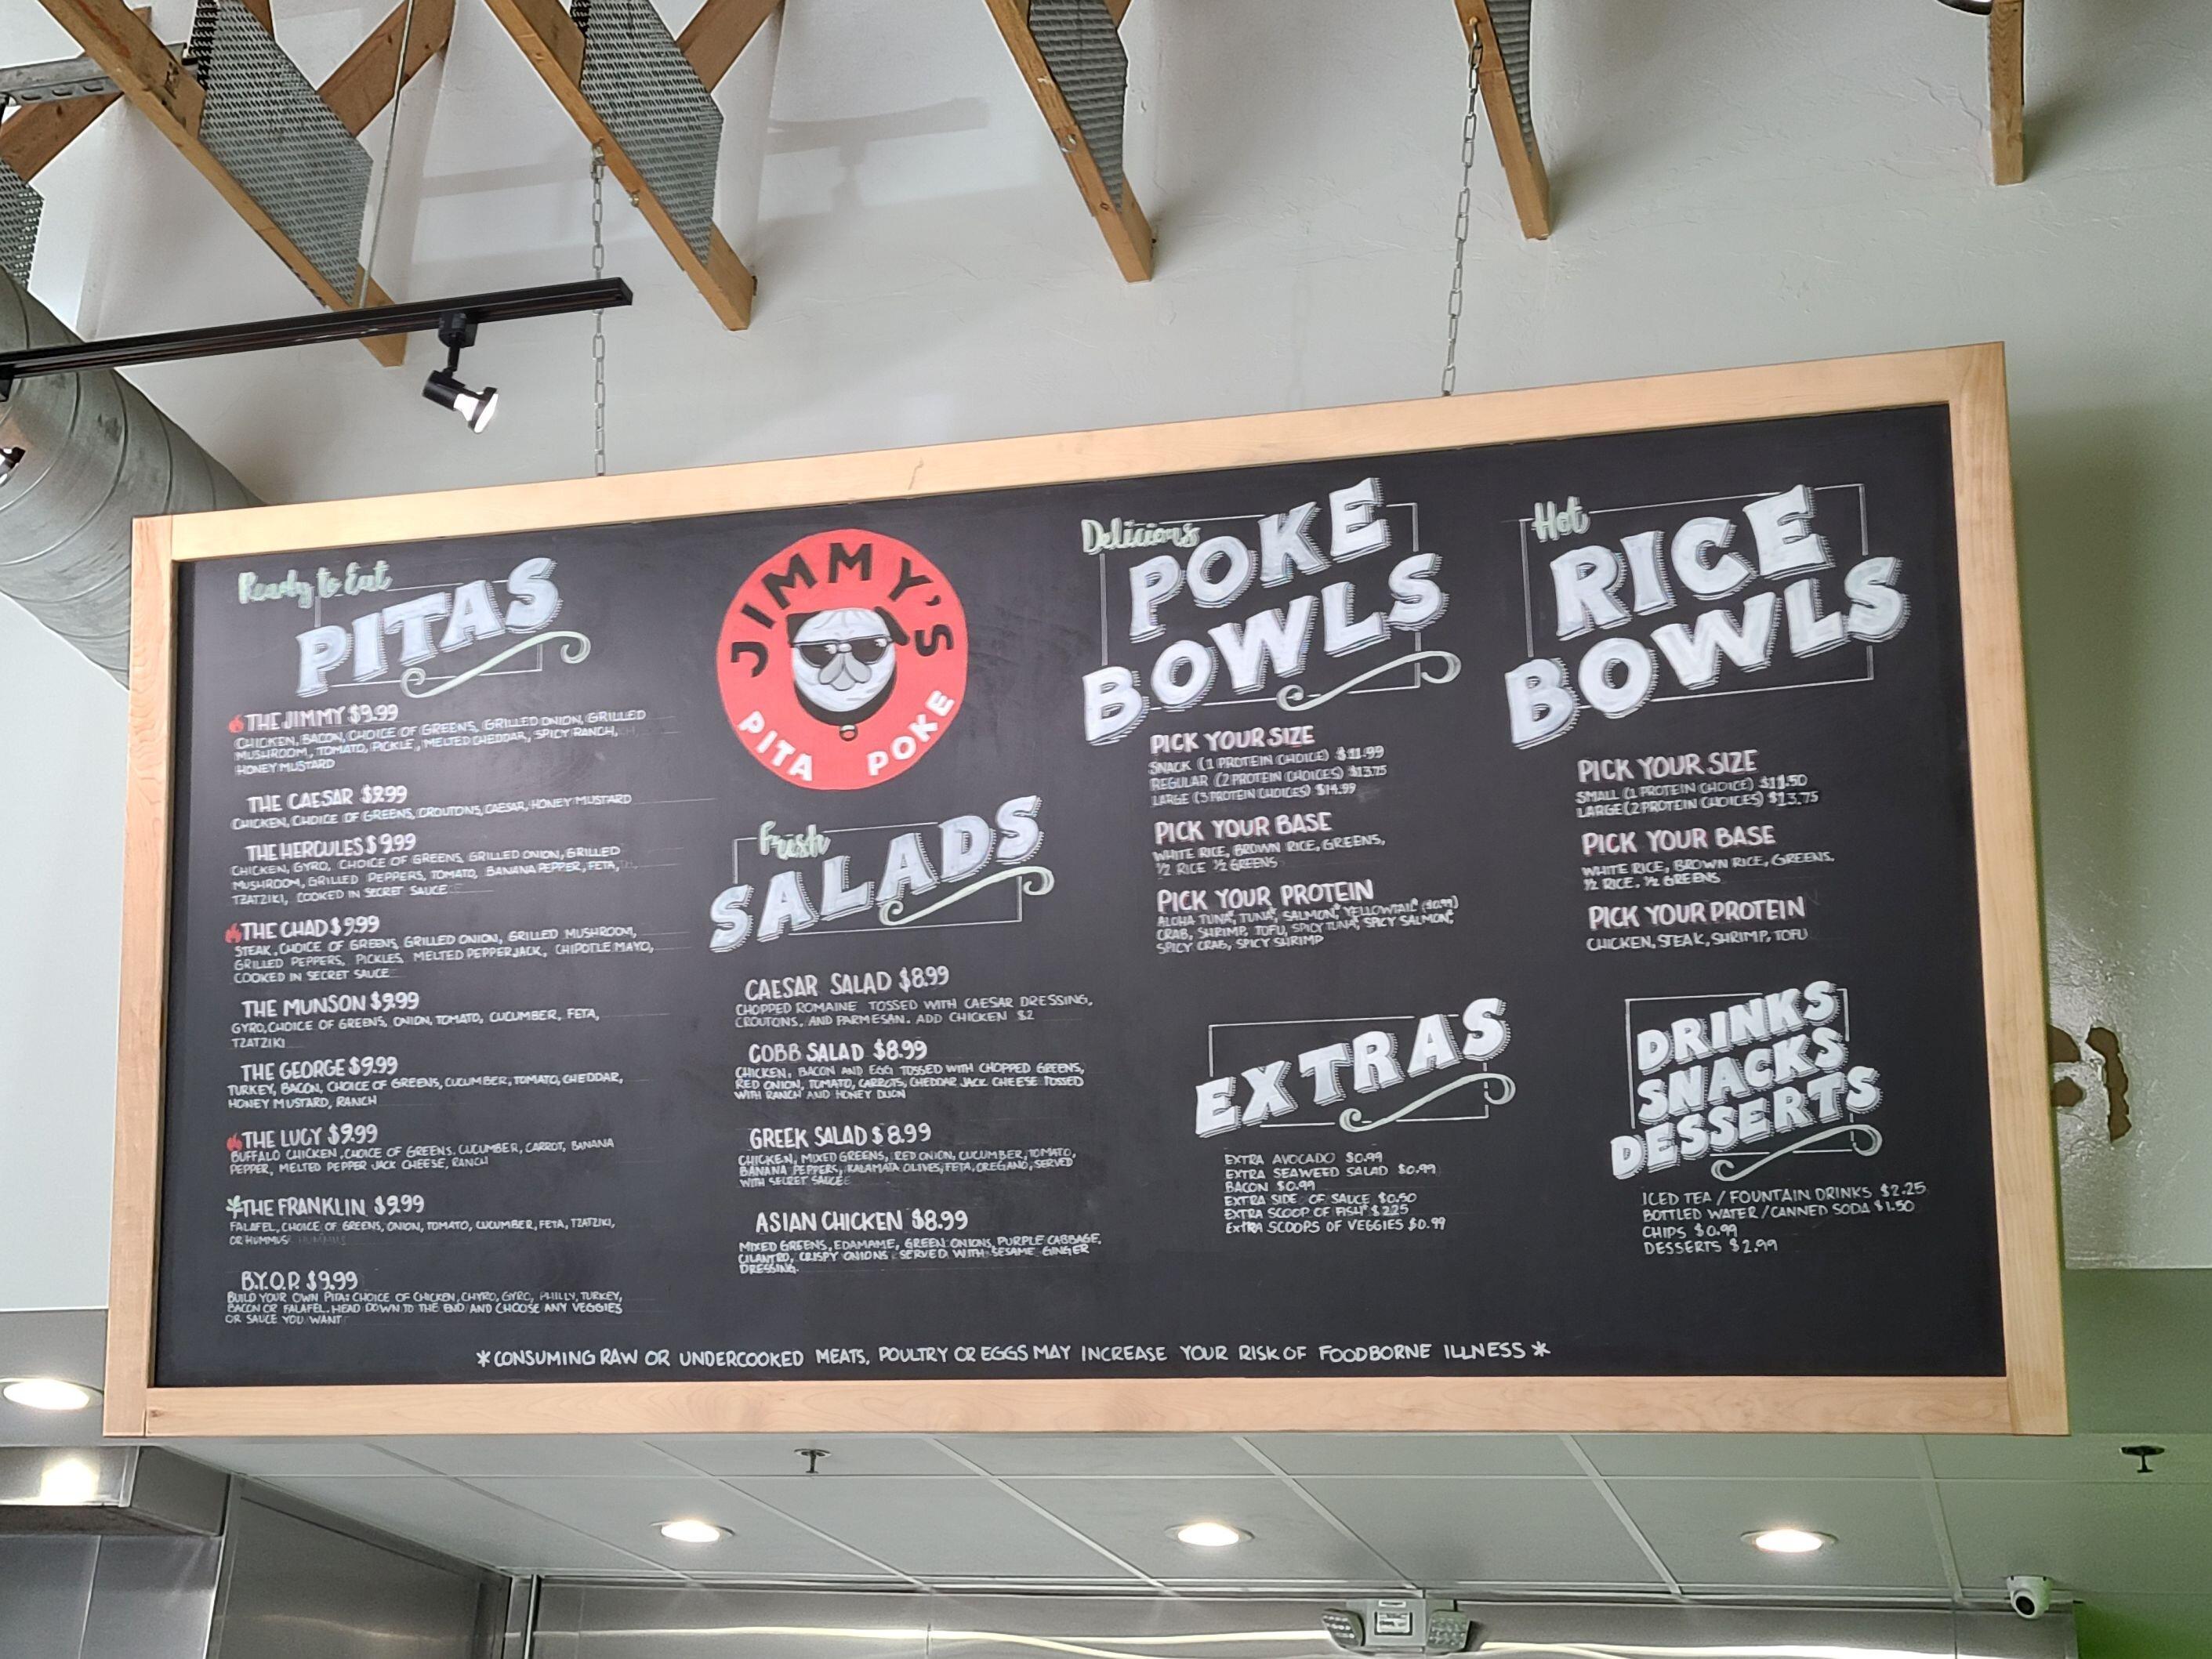 Ready to Eat
PITAS
THE JIMMY $9.99
CHICKEN, BACON, CHOICE OF GREENS, GRILLED ONION, GRILLED
MUSHROOM, TOMATO, PICKLE, MELTED CHEDDAR, SPICY RANCH,
HONEY MUSTARD
THE CAESAR $9.99
CHICKEN, CHOICE OF GREENS, CROUTONS, CAESAR, HONEY MUSTARD
THE HERCULES $9.99
CHICKEN, GYRO, CHOICE OF GREENS, GRILLED ONION, GRILLED
MUSHROOM, GRILLED PEPPERS, TOMATO, BANANA PEPPER, FETA,
TZATZIKI, COOKED IN SECRET SAUCE
THE CHAD $9.99
STEAK, CHOICE OF GREENS, GRILLED ONION, GRILLED MUSHROOM,
GRILLED PEPPERS, PICKLES, MELTED PEPPERJACK, CHIPOTLE MAYO,
COOKED IN SECRET SAUCE
THE MUNSON $9.99
GYRO, CHOICE OF GREENS, ONION, TOMATO, CUCUMBER, FETA,
TZATZIKI
THE GEORGE $9.99
TURKEY, BACON, CHOICE OF GREENS, CUCUMBER, TOMATO, CHEDDAR,
HONEY MUSTARD, RANCH
THE LUCY $9.99
BUFFALO CHICKEN, CHOICE OF GREENS, CUCUMBER, CARROT, BANANA
PEPPER, MELTED PEPPER JACK CHEESE, RANCH
THE FRANKLIN $9.99
FALAFEL, CHOICE OF GREENS, ONION, TOMATO, CUCUMBER, FETA, TZATZIKI,
OR HUMMUS
B.Y.O.P. $9.99
BUILD YOUR OWN PITA: CHOICE OF CHICKEN, CHYRO, GYRO, PHILLY, TURKEY,
BACON OR FALAFEL. HEAD DOWN TO THE END AND CHOOSE ANY VEGGIES
OR SAUCE YOU WANT
JIMMY'S
PITA POKE
Fresh
SALADS
CAESAR SALAD $8.99
CHOPPED ROMAINE TOSSED WITH CAESAR DRESSING,
CROUTONS, AND PARMESAN. ADD CHICKEN $2
COBB SALAD $8.99
CHICKEN, BACON AND EGG TOSSED WITH CHOPPED GREENS,
RED ONION, TOMATO, CARROTS, CHEDDAR JACK CHEESE TOSSED
WITH RANCH AND HONEY DIJON
GREEK SALAD $8.99
CHICKEN, MIXED GREENS, RED ONION, CUCUMBER, TOMATO,
BANANA PEPPERS, KALAMATA OLIVES, FETA, OREGANO, SERVED
WITH SECRET SAUCE
ASIAN CHICKEN $8.99
MIXED GREENS, EDAMAME, GREEN ONIONS, PURPLE CABBAGE,
CILANTRO, CRISPY ONIONS SERVED WITH SESAME GINGER
DRESSING.
Delicious
POKE
BOWLS
PICK YOUR SIZE
SNACK (1 PROTEIN CHOICE) $11.99
REGULAR (2 PROTEIN CHOICES) $13.75
LARGE (3 PROTEIN CHOICES) $14.99
PICK YOUR BASE
WHITE RICE, BROWN RICE, GREENS,
½ RICE ½ GREENS
PICK YOUR PROTEIN
ALOHA TUNA*, TUNA*, SALMON*, YELLOWTAIL* ($0.99)
CRAB, SHRIMP, TOFU, SPICY TUNA*, SPICY SALMON*,
SPICY CRAB, SPICY SHRIMP
EXTRAS
EXTRA AVOCADO $0.99
EXTRA SEAWEED SALAD $0.99
BACON $0.99
EXTRA SIDE OF SAUCE $0.50
EXTRA SCOOP OF FISH* $2.25
EXTRA SCOOPS OF VEGGIES $0.99
Hot
RICE
BOWLS
PICK YOUR SIZE
SMALL (1 PROTEIN CHOICE) $11.50
LARGE (2 PROTEIN CHOICES) $13.75
PICK YOUR BASE
WHITE RICE, BROWN RICE, GREENS.
½ RICE, ½ GREENS
PICK YOUR PROTEIN
CHICKEN, STEAK, SHRIMP, TOFU
DRINKS
SNACKS
DESSERTS
ICED TEA / FOUNTAIN DRINKS $2.25
BOTTLED WATER / CANNED SODA $1.50
CHIPS $0.99
DESSERTS $2.99
*CONSUMING RAW OR UNDERCOOKED MEATS, POULTRY OR EGGS MAY INCREASE YOUR RISK OF FOODBORNE ILLNESS*